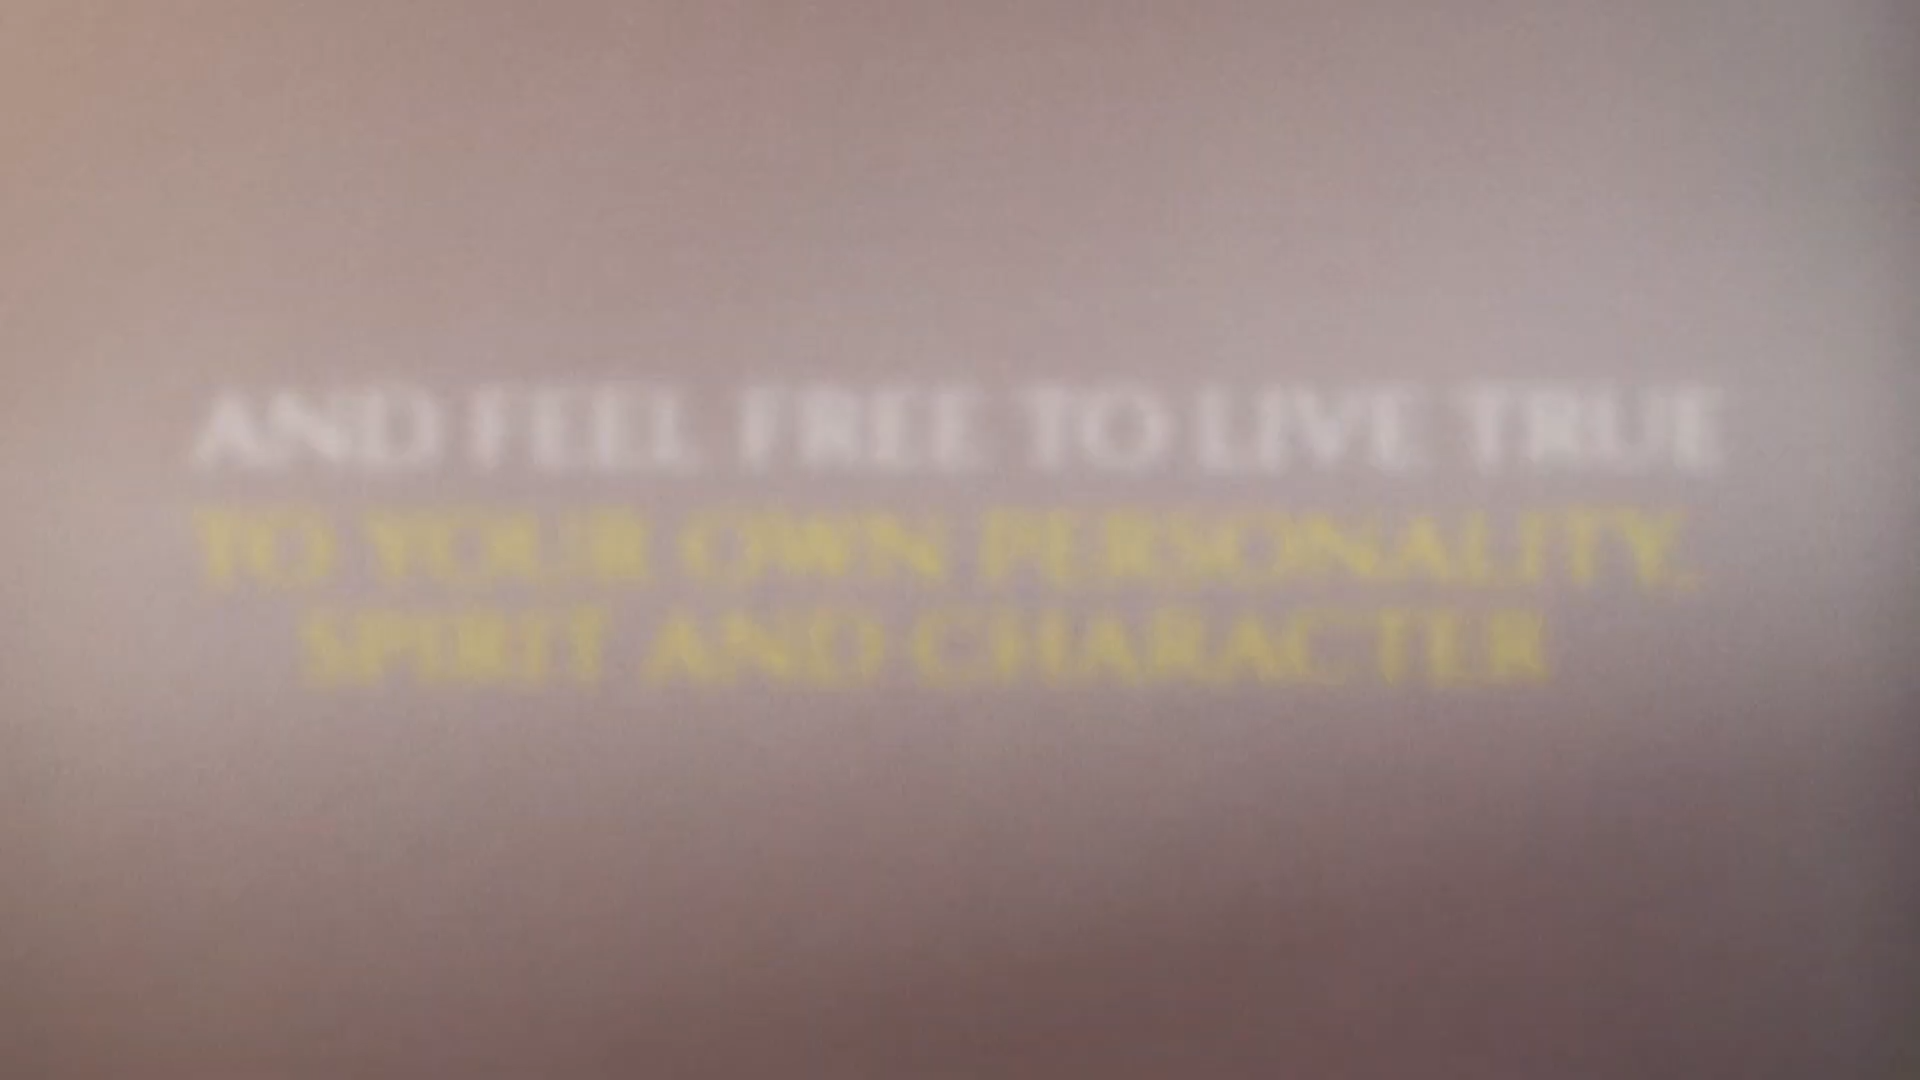 AND FEEL FREE TO LIVE TRUE
TO YOUR OWN PERSONALITY,
SPIRIT AND CHARACTER